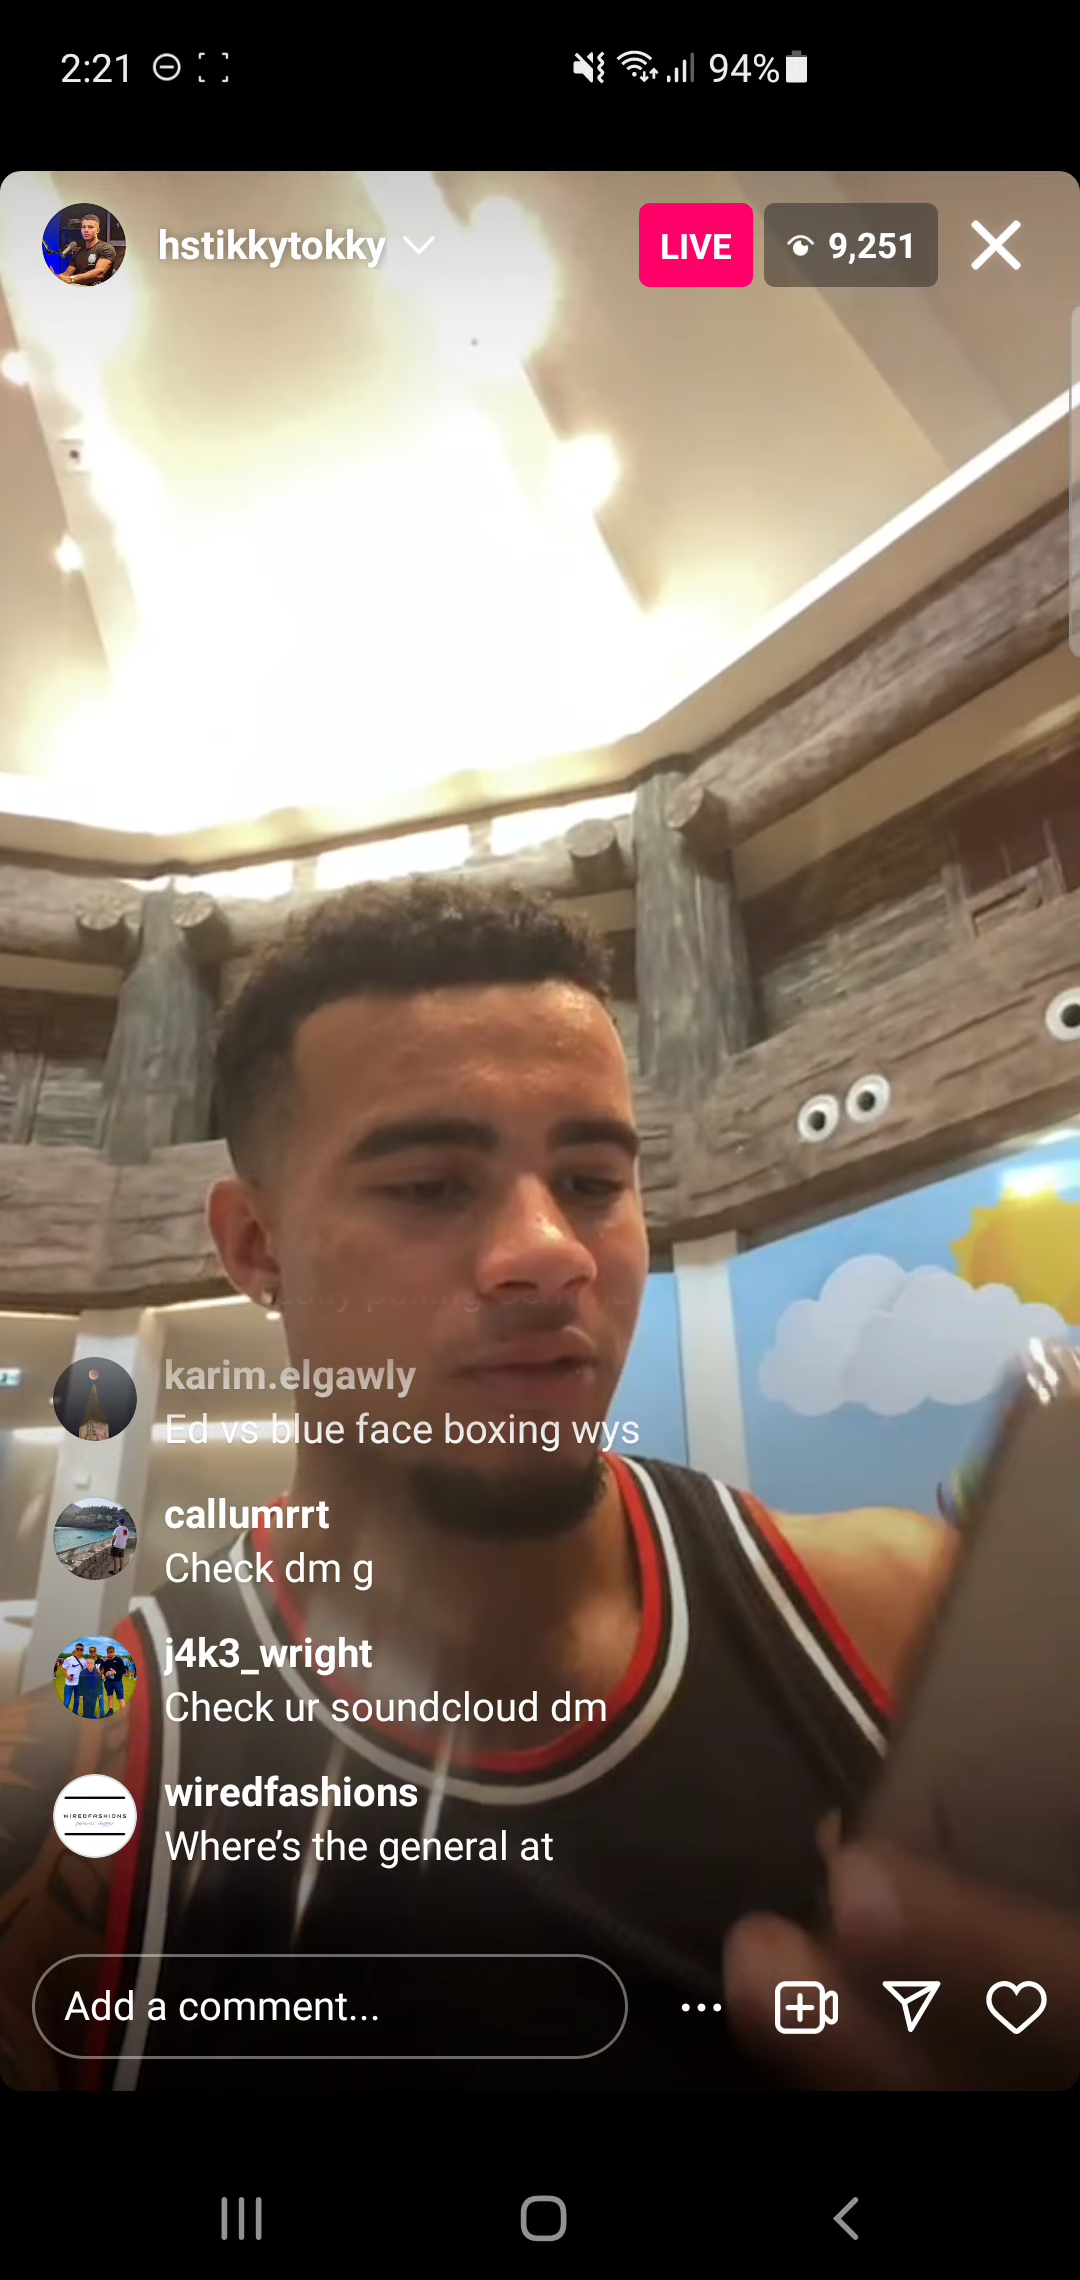 2:21 94%
hstikkytokky LIVE 9,251
karim.elgawly
Ed vs blue face boxing wys
callumrrt
Check dm g
j4k3_wright
Check ur soundcloud dm
WIREDFASHIONS
wiredfashions
Where's the general at
Add a comment...